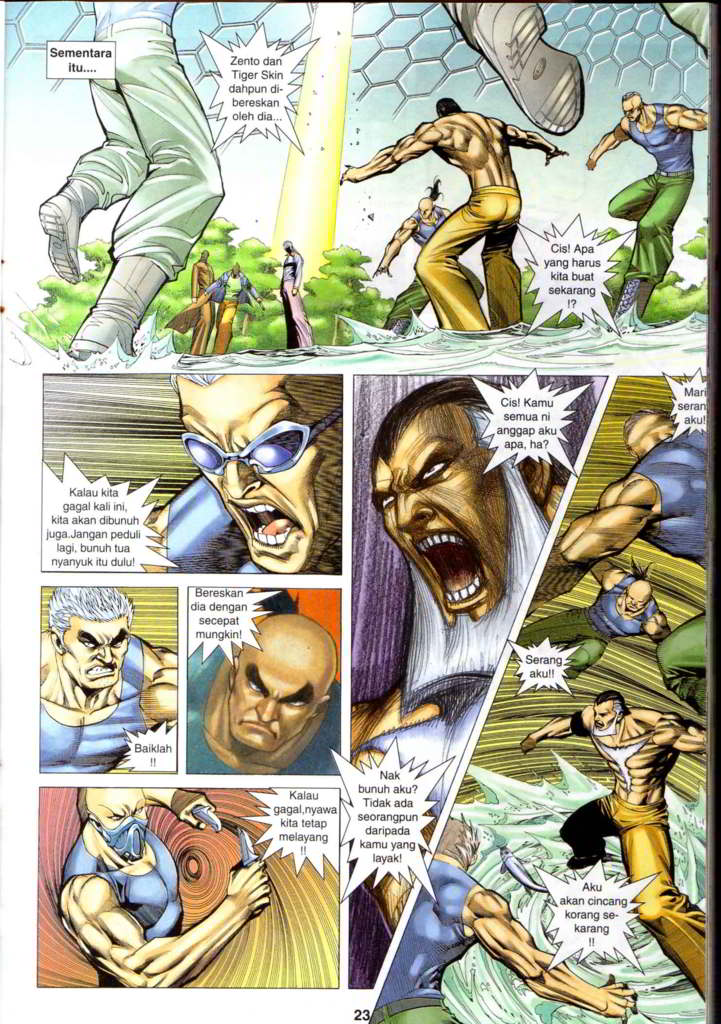 Sementara
itu....
Zento dan
Tiger Skin
dahpun di-
bereskan
oleh dia...
Cis! Apa
yang harus
kita buat
sekarang
!?
Kalau kita
gagal kali ini,
kita akan dibunuh
juga.Jangan peduli
lagi, bunuh tua
nyanyuk itu dulu!
Cis! Kamu
semua ni
anggap aku
apa, ha?
Mari
seran
aku!
Baiklah
!!
Bereskan
dia dengan
secepat
mungkin!
Serang
aku!!
Kalau
gagal,nyawa
kita tetap
melayang
!!
Nak
bunuh aku?
Tidak ada
seorangpun
daripada
kamu yang
layak!
Aku
akan cincang
korang se-
karang
!!
23